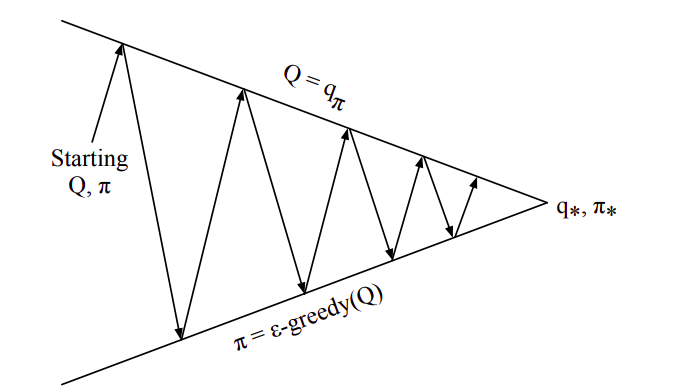 Q = qπ
Starting
Q, π
q*, π*
π = ε-greedy(Q)